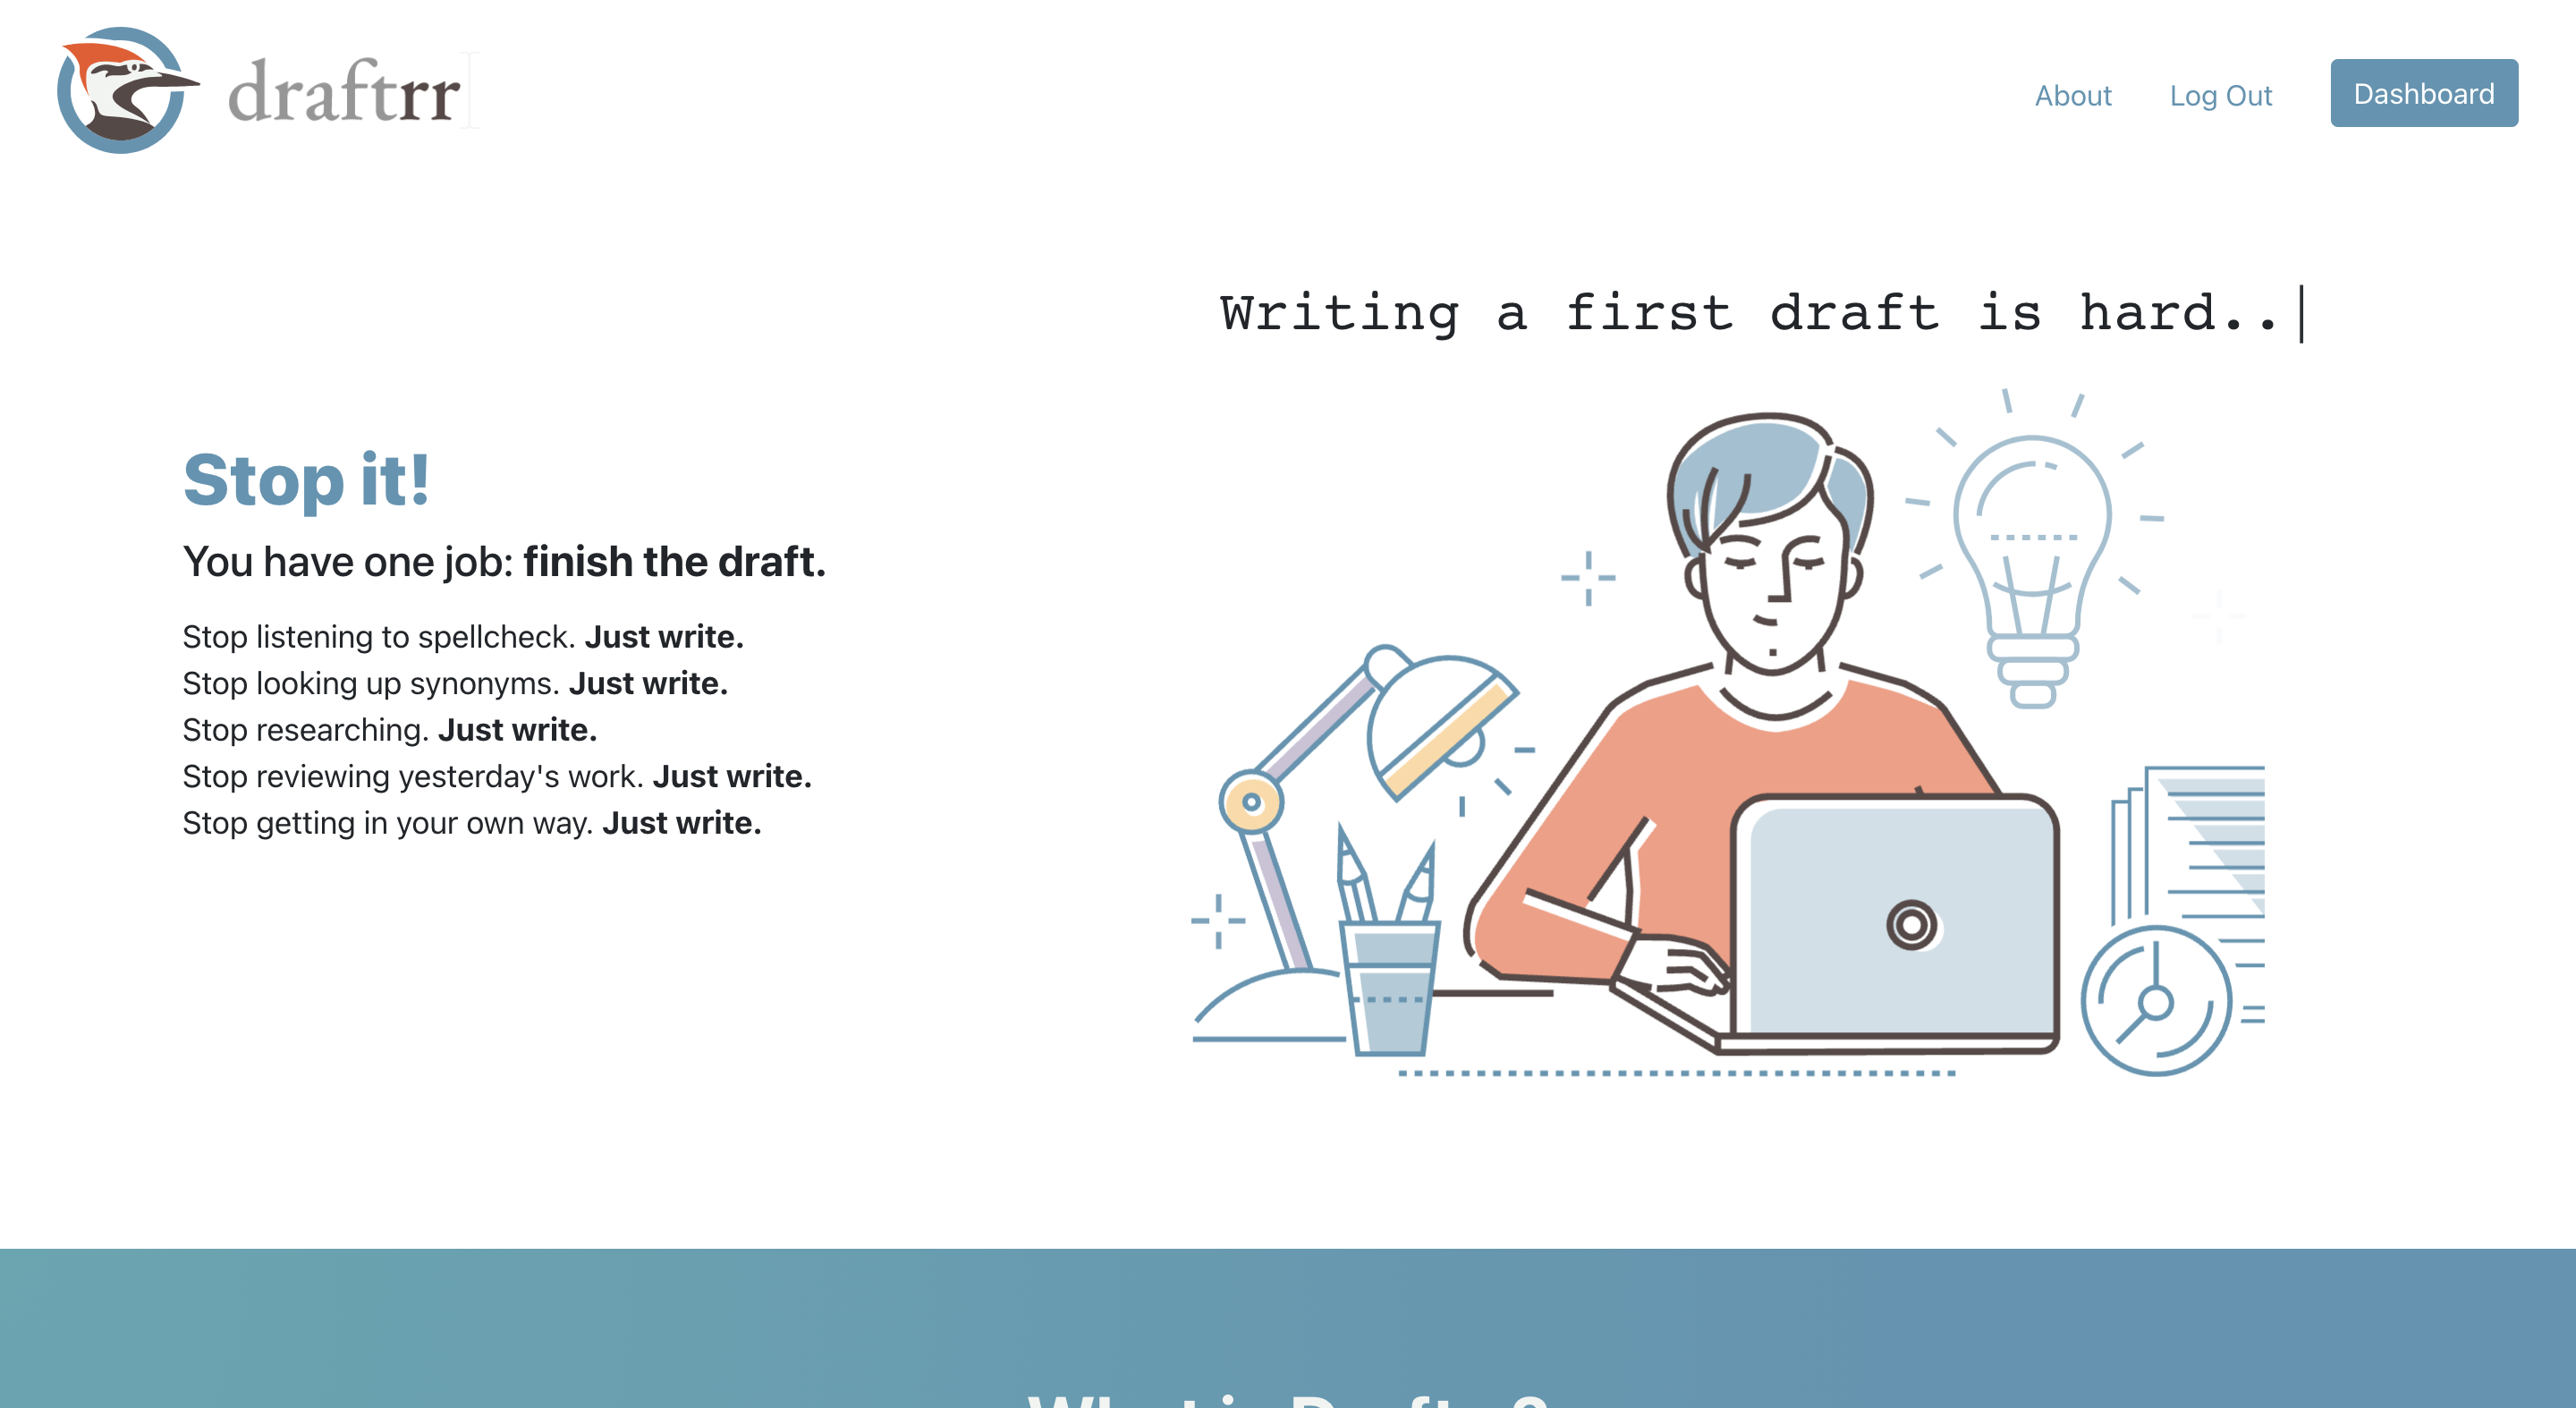 draftrr
About
Log Out
Dashboard
Writing a first draft is hard..
Stop it!
You have one job: finish the draft.
Stop listening to spellcheck. Just write.
Stop looking up synonyms. Just write.
Stop researching. Just write.
Stop reviewing yesterday's work. Just write.
Stop getting in your own way. Just write.
What is